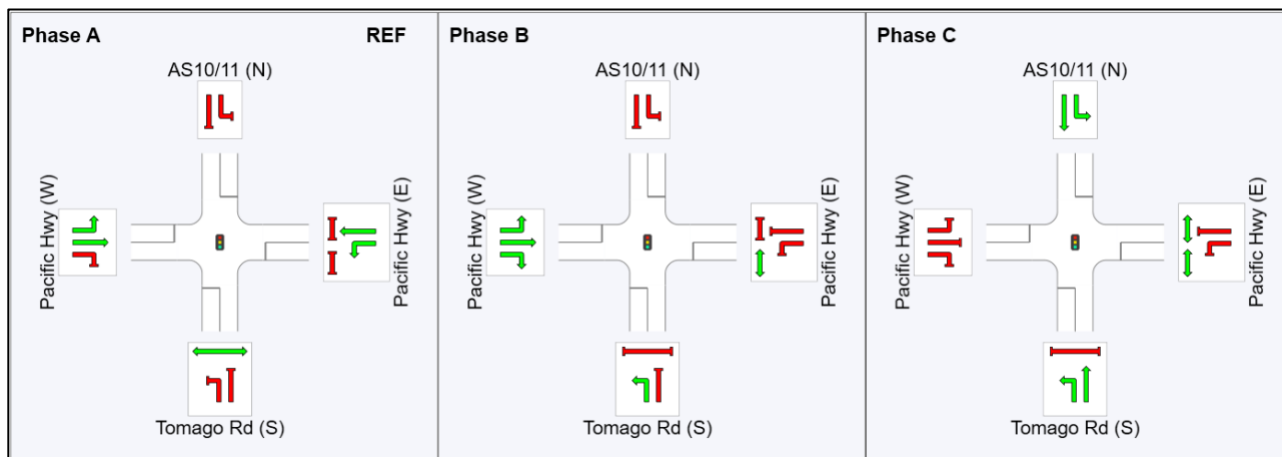 Phase A
REF
AS10/11 (N)
Pacific Hwy (W)
Pacific Hwy (E)
Tomago Rd (S)
Phase B
AS10/11 (N)
Pacific Hwy (W)
Pacific Hwy (E)
Tomago Rd (S)
Phase C
AS10/11 (N)
Pacific Hwy (W)
Pacific Hwy (E)
Tomago Rd (S)